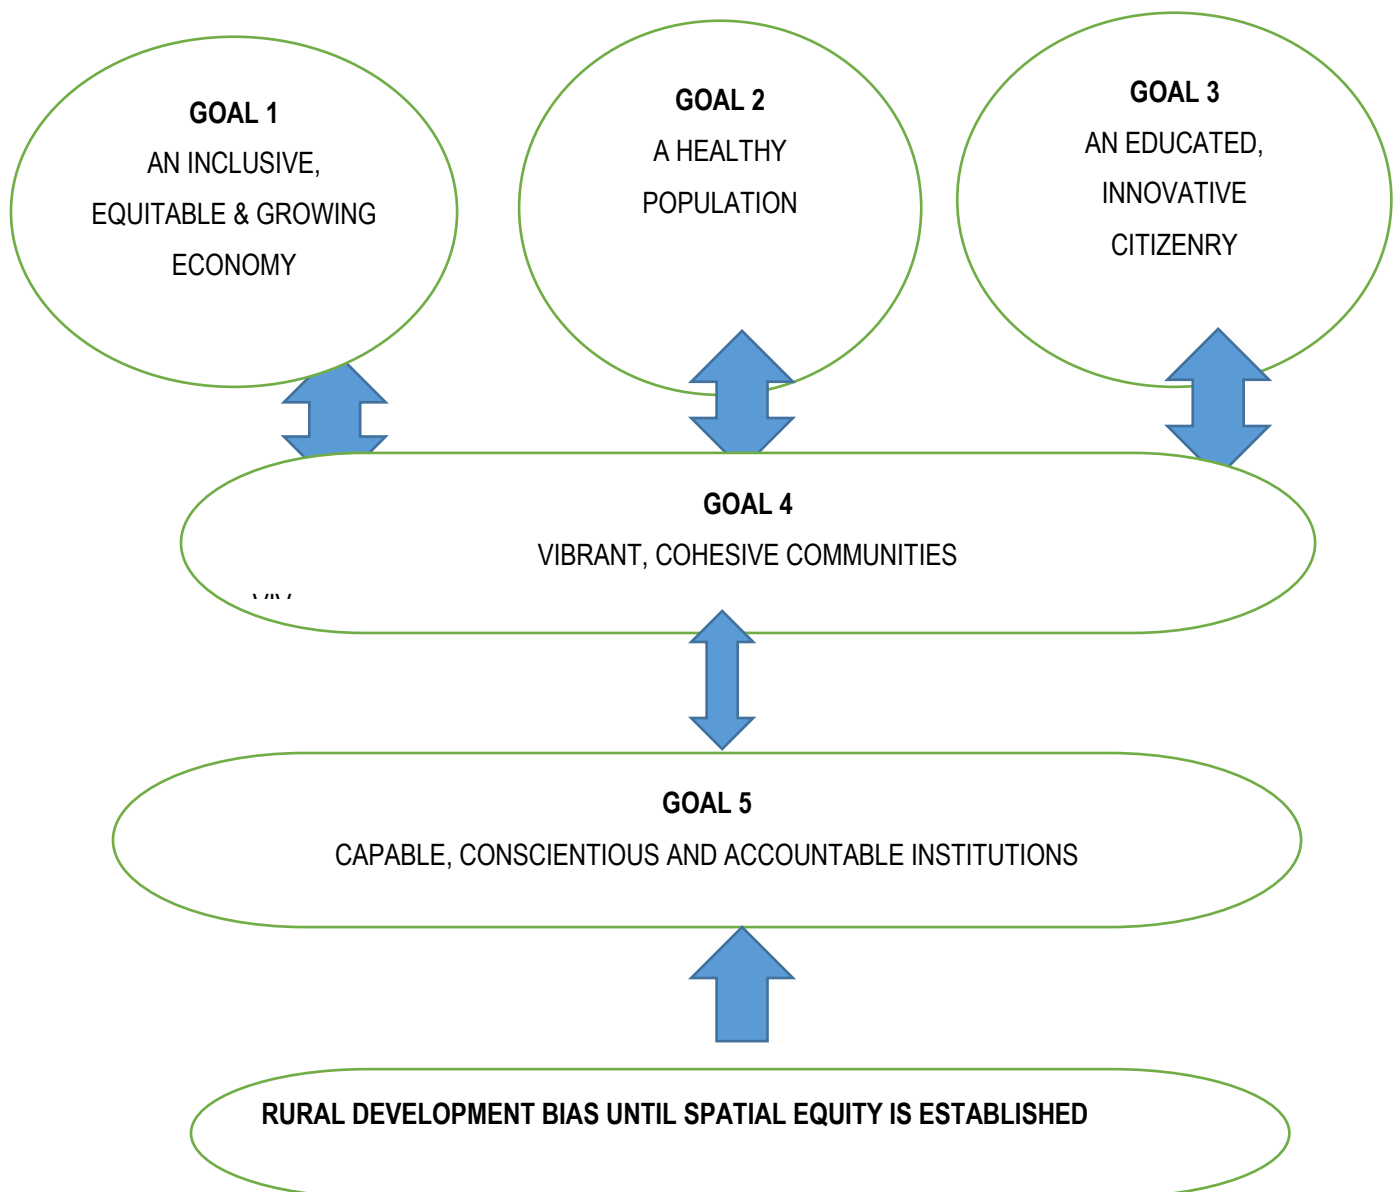 GOAL 1
AN INCLUSIVE,
EQUITABLE & GROWING
ECONOMY
GOAL 2
A HEALTHY
POPULATION
GOAL 3
AN EDUCATED,
INNOVATIVE
CITIZENRY
GOAL 4
VIBRANT, COHESIVE COMMUNITIES
GOAL 5
CAPABLE, CONSCIENTIOUS AND ACCOUNTABLE INSTITUTIONS
RURAL DEVELOPMENT BIAS UNTIL SPATIAL EQUITY IS ESTABLISHED